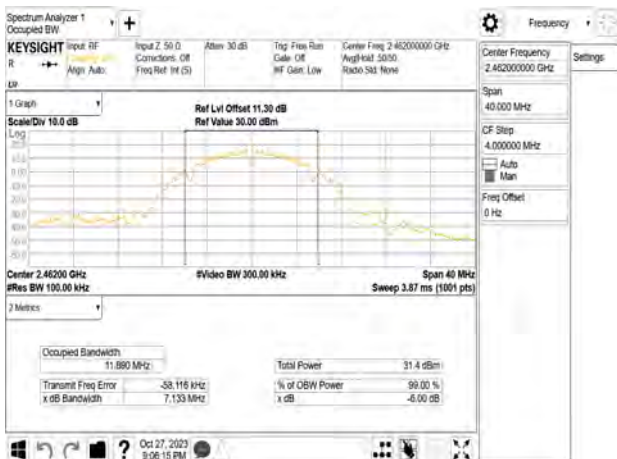 Spectrum Analyzer 1
Occupied BW
Frequency
KEYSIGHT
R
Input: RF
Align: Auto
Input Z: 50 Ω
Corrections: Off
Freq Ref: Int (S)
Atten: 30 dB
Trig: Free Run
Gate: Off
#IF Gain: Low
Center Freq: 2.462000000 GHz
Avg|Hold: 50/50
Radio Std: None
Center Frequency
2.462000000 GHz
Settings
Span
40.000 MHz
CF Step
4.000000 MHz
Auto
Man
Freq Offset
0 Hz
1 Graph
Scale/Div 10.0 dB
Ref Lvl Offset 11.30 dB
Ref Value 30.00 dBm
Log
Center 2.46200 GHz
#Res BW 100.00 kHz
#Video BW 300.00 kHz
Span 40 MHz
Sweep 3.87 ms (1001 pts)
2 Metrics
Occupied Bandwidth
11.890 MHz
Total Power 31.4 dBm
Transmit Freq Error -58.116 kHz
% of OBW Power 99.00 %
x dB Bandwidth 7.133 MHz
x dB -6.00 dB
?
Oct 27, 2023
9:06:15 PM